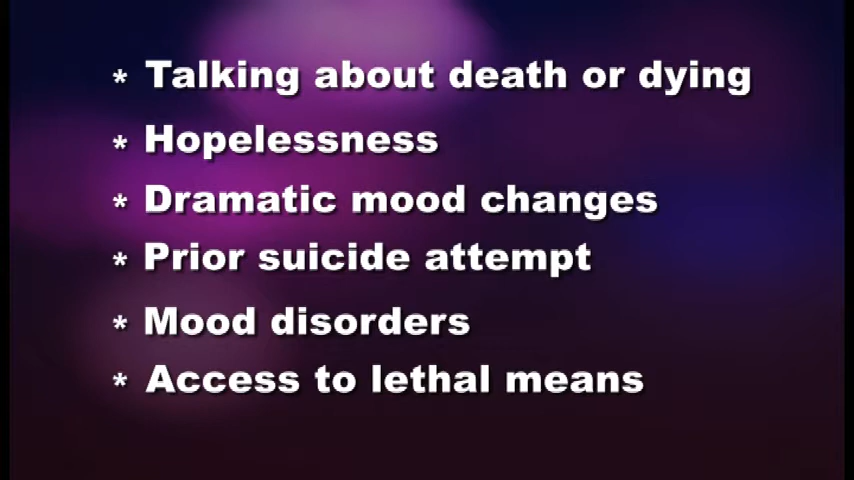 * Talking about death or dying
* Hopelessness
* Dramatic mood changes
* Prior suicide attempt
* Mood disorders
* Access to lethal means